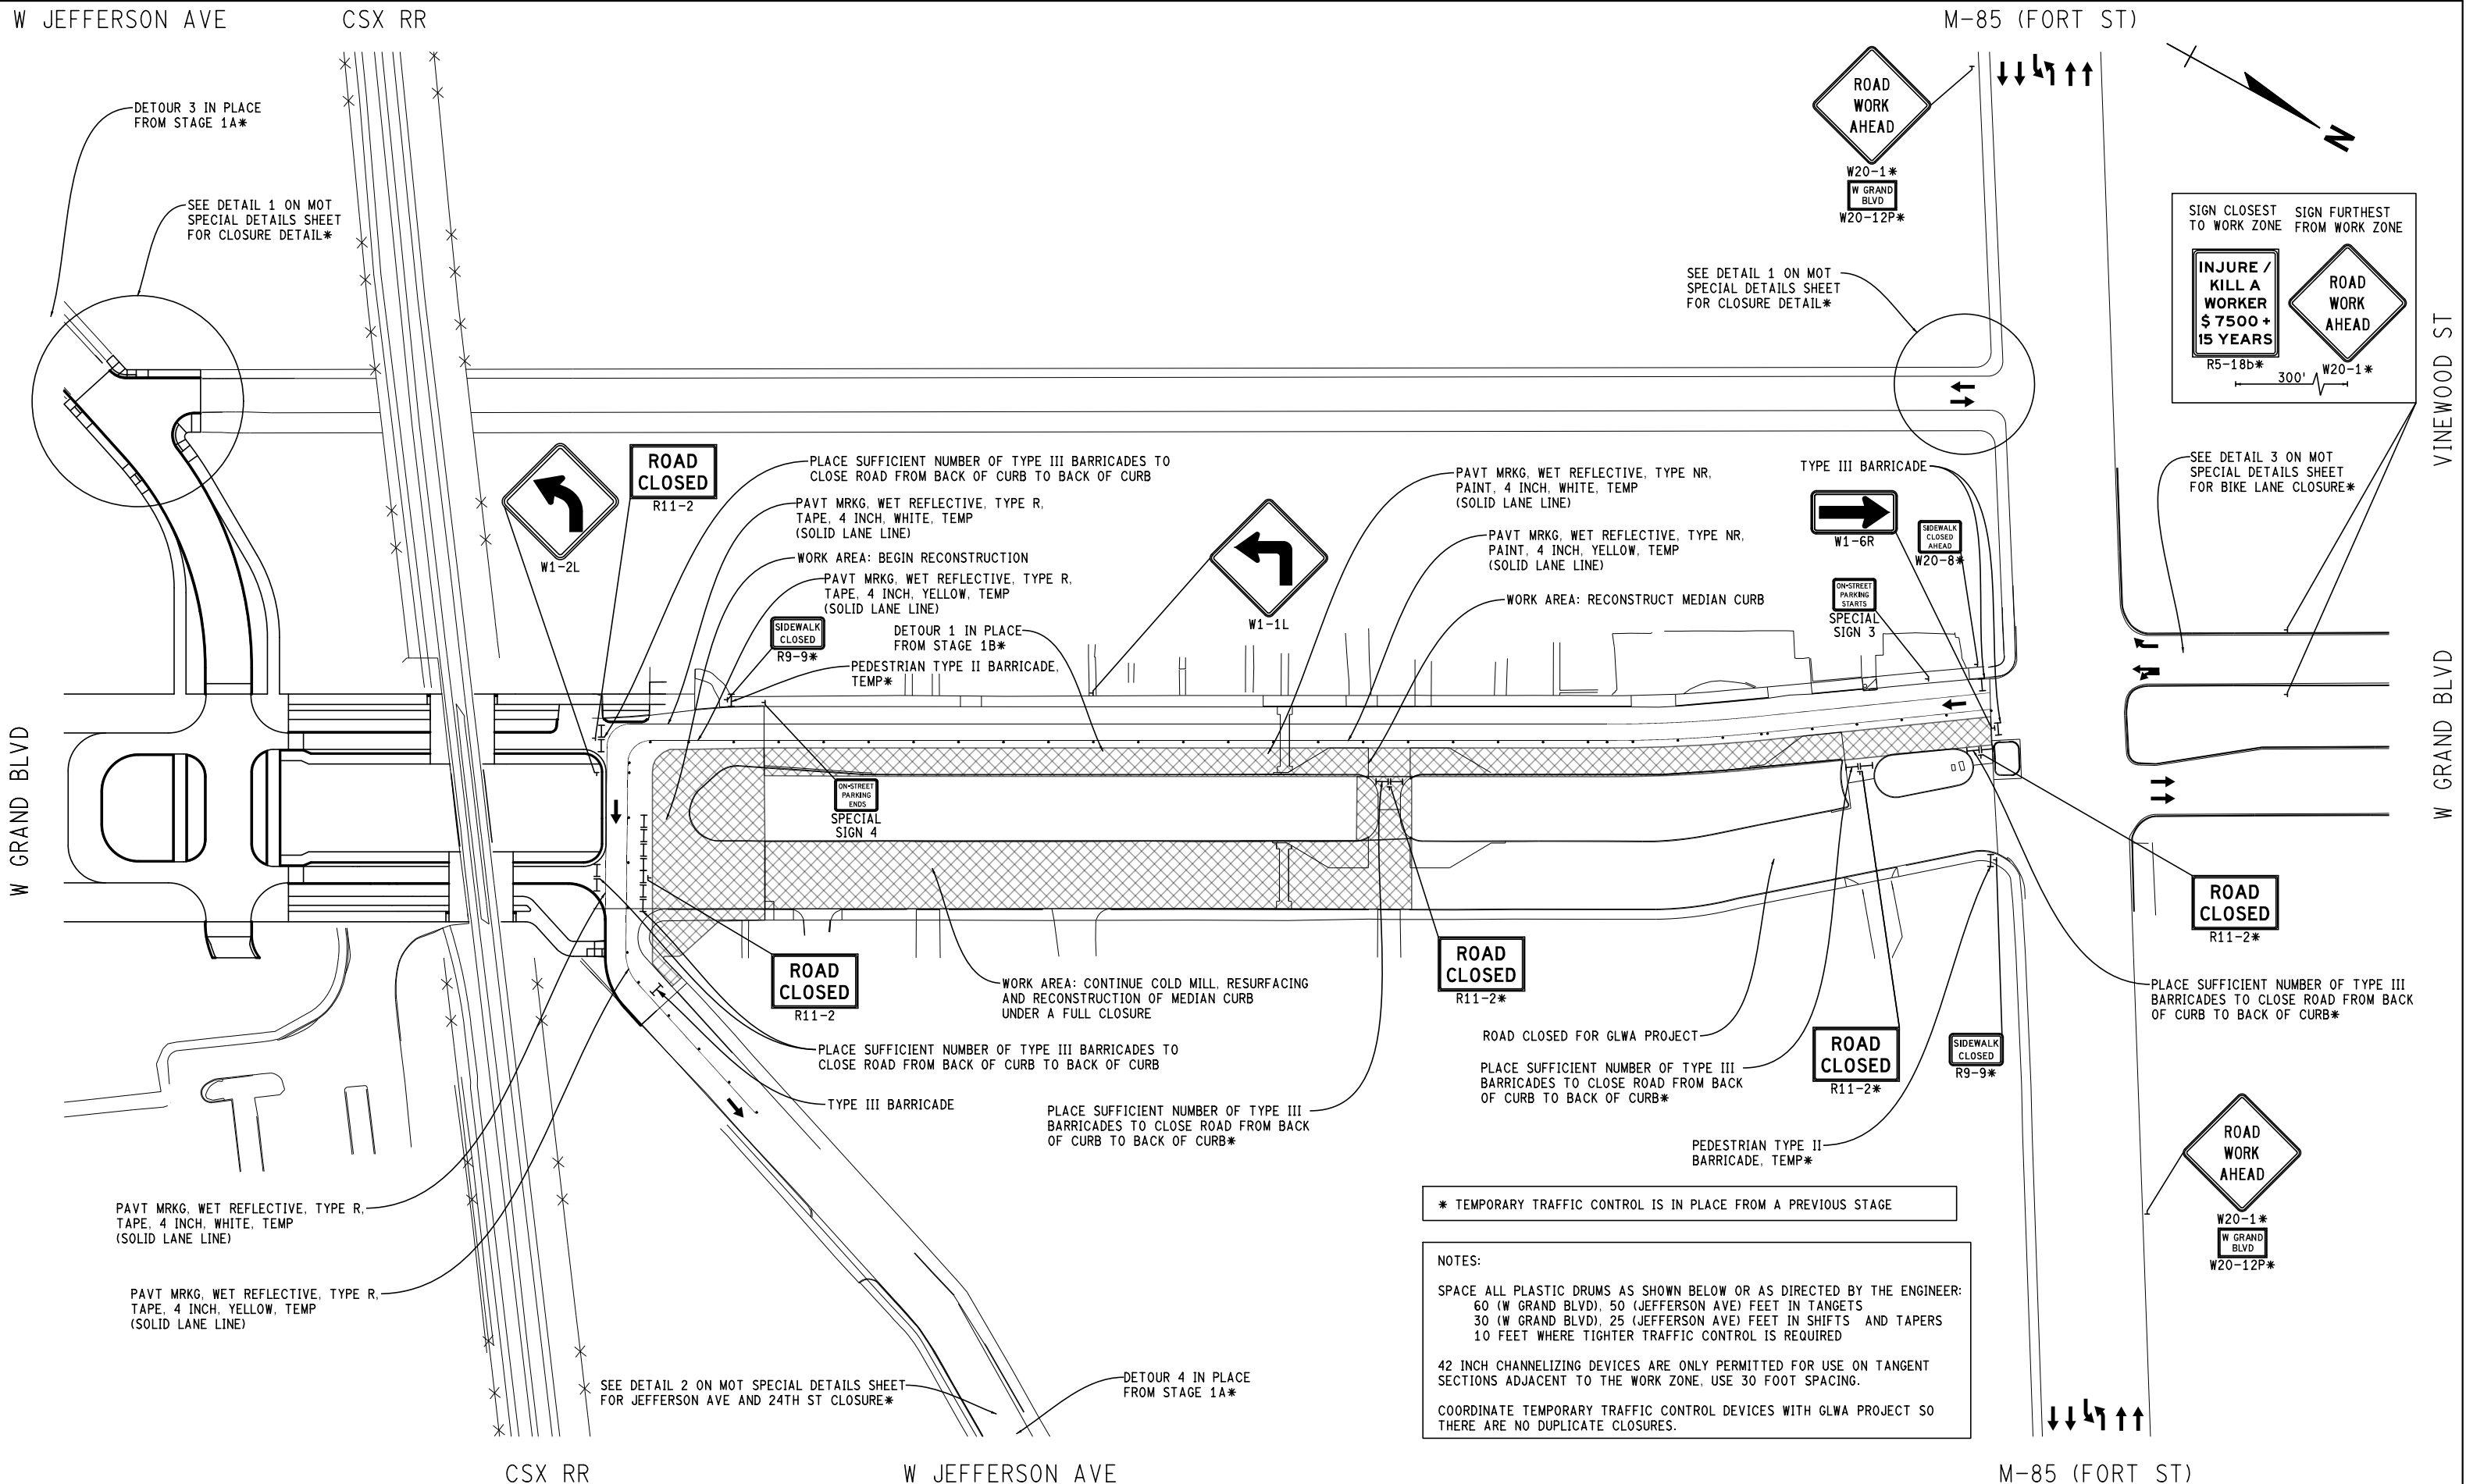 W JEFFERSON AVE
CSX RR
M-85 (FORT ST)
DETOUR 3 IN PLACE
FROM STAGE 1A*
SEE DETAIL 1 ON MOT
SPECIAL DETAILS SHEET
FOR CLOSURE DETAIL*
ROAD
WORK
AHEAD
W20-1*
W GRAND
BLVD
W20-12P*
N
SIGN CLOSEST
TO WORK ZONE
SIGN FURTHEST
FROM WORK ZONE
INJURE /
KILL A
WORKER
$ 7500 +
15 YEARS
R5-18b*
ROAD
WORK
AHEAD
W20-1*
300'
SEE DETAIL 1 ON MOT
SPECIAL DETAILS SHEET
FOR CLOSURE DETAIL*
VINEWOOD ST
SEE DETAIL 3 ON MOT
SPECIAL DETAILS SHEET
FOR BIKE LANE CLOSURE*
W1-2L
ROAD
CLOSED
R11-2
PLACE SUFFICIENT NUMBER OF TYPE III BARRICADES TO
CLOSE ROAD FROM BACK OF CURB TO BACK OF CURB
PAVT MRKG, WET REFLECTIVE, TYPE R,
TAPE, 4 INCH, WHITE, TEMP
(SOLID LANE LINE)
WORK AREA: BEGIN RECONSTRUCTION
PAVT MRKG, WET REFLECTIVE, TYPE R,
TAPE, 4 INCH, YELLOW, TEMP
(SOLID LANE LINE)
SIDEWALK
CLOSED
R9-9*
DETOUR 1 IN PLACE
FROM STAGE 1B*
PEDESTRIAN TYPE II BARRICADE,
TEMP*
W1-1L
PAVT MRKG, WET REFLECTIVE, TYPE NR,
PAINT, 4 INCH, WHITE, TEMP
(SOLID LANE LINE)
PAVT MRKG, WET REFLECTIVE, TYPE NR,
PAINT, 4 INCH, YELLOW, TEMP
(SOLID LANE LINE)
WORK AREA: RECONSTRUCT MEDIAN CURB
TYPE III BARRICADE
W1-6R
SIDEWALK
CLOSED
AHEAD
W20-8*
ON-STREET
PARKING
STARTS
SPECIAL
SIGN 3
W GRAND BLVD
W GRAND BLVD
ON-STREET
PARKING
ENDS
SPECIAL
SIGN 4
ROAD
CLOSED
R11-2
WORK AREA: CONTINUE COLD MILL, RESURFACING
AND RECONSTRUCTION OF MEDIAN CURB
UNDER A FULL CLOSURE
ROAD
CLOSED
R11-2*
ROAD
CLOSED
R11-2*
PLACE SUFFICIENT NUMBER OF TYPE III
BARRICADES TO CLOSE ROAD FROM BACK
OF CURB TO BACK OF CURB*
ROAD CLOSED FOR GLWA PROJECT
PLACE SUFFICIENT NUMBER OF TYPE III BARRICADES TO
CLOSE ROAD FROM BACK OF CURB TO BACK OF CURB
PLACE SUFFICIENT NUMBER OF TYPE III
BARRICADES TO CLOSE ROAD FROM BACK
OF CURB TO BACK OF CURB*
ROAD
CLOSED
R11-2*
SIDEWALK
CLOSED
R9-9*
TYPE III BARRICADE
PLACE SUFFICIENT NUMBER OF TYPE III
BARRICADES TO CLOSE ROAD FROM BACK
OF CURB TO BACK OF CURB*
PEDESTRIAN TYPE II
BARRICADE, TEMP*
ROAD
WORK
AHEAD
W20-1*
W GRAND
BLVD
W20-12P*
PAVT MRKG, WET REFLECTIVE, TYPE R,
TAPE, 4 INCH, WHITE, TEMP
(SOLID LANE LINE)
PAVT MRKG, WET REFLECTIVE, TYPE R,
TAPE, 4 INCH, YELLOW, TEMP
(SOLID LANE LINE)
* TEMPORARY TRAFFIC CONTROL IS IN PLACE FROM A PREVIOUS STAGE
NOTES:
SPACE ALL PLASTIC DRUMS AS SHOWN BELOW OR AS DIRECTED BY THE ENGINEER:
60 (W GRAND BLVD), 50 (JEFFERSON AVE) FEET IN TANGETS
30 (W GRAND BLVD), 25 (JEFFERSON AVE) FEET IN SHIFTS AND TAPERS
10 FEET WHERE TIGHTER TRAFFIC CONTROL IS REQUIRED
42 INCH CHANNELIZING DEVICES ARE ONLY PERMITTED FOR USE ON TANGENT
SECTIONS ADJACENT TO THE WORK ZONE, USE 30 FOOT SPACING.
COORDINATE TEMPORARY TRAFFIC CONTROL DEVICES WITH GLWA PROJECT SO
THERE ARE NO DUPLICATE CLOSURES.
SEE DETAIL 2 ON MOT SPECIAL DETAILS SHEET
FOR JEFFERSON AVE AND 24TH ST CLOSURE*
DETOUR 4 IN PLACE
FROM STAGE 1A*
CSX RR
W JEFFERSON AVE
M-85 (FORT ST)